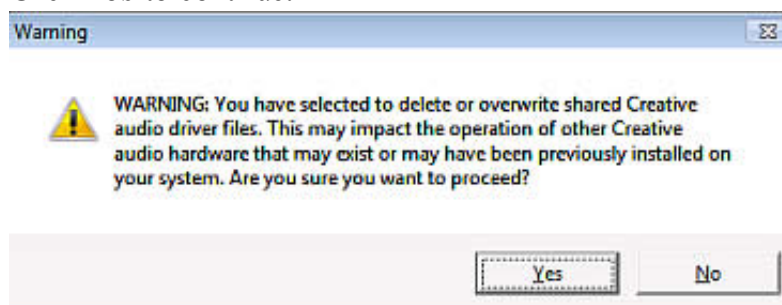 Warning
WARNING: You have selected to delete or overwrite shared Creative
audio driver files. This may impact the operation of other Creative
audio hardware that may exist or may have been previously installed on
your system. Are you sure you want to proceed?
Yes
No